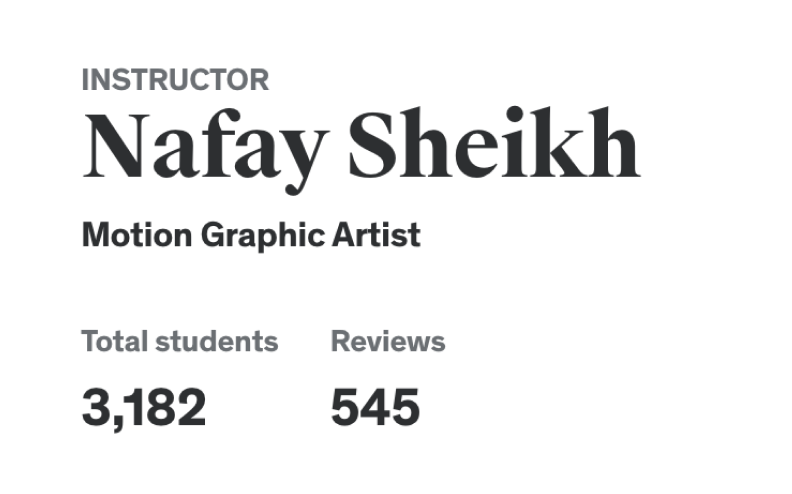 INSTRUCTOR
Nafay Sheikh
Motion Graphic Artist
Total students Reviews
3,182 545